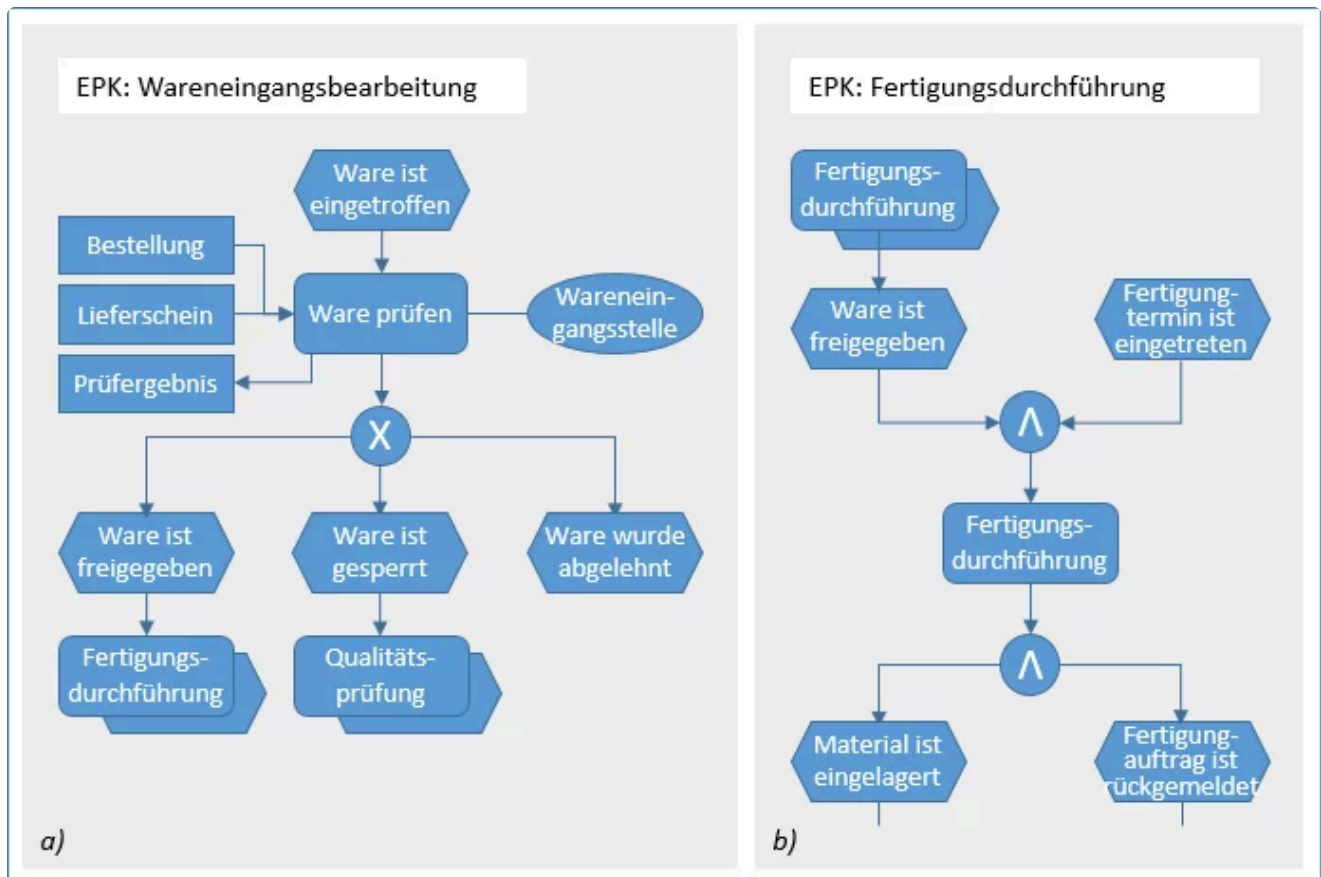 EPK: Wareneingangsbearbeitung
Ware ist
eingetroffen
Bestellung
Lieferschein
Prüfergebnis
Ware prüfen
Warenein-
gangsstelle
X
Ware ist
freigegeben
Ware ist
gesperrt
Ware wurde
abgelehnt
Fertigungs-
durchführung
Qualitäts-
prüfung
a)
EPK: Fertigungsdurchführung
Fertigungs-
durchführung
Ware ist
freigegeben
Fertigung-
termin ist
eingetreten
Λ
Fertigungs-
durchführung
Λ
Material ist
eingelagert
Fertigung-
auftrag ist
rückgemeldet
b)